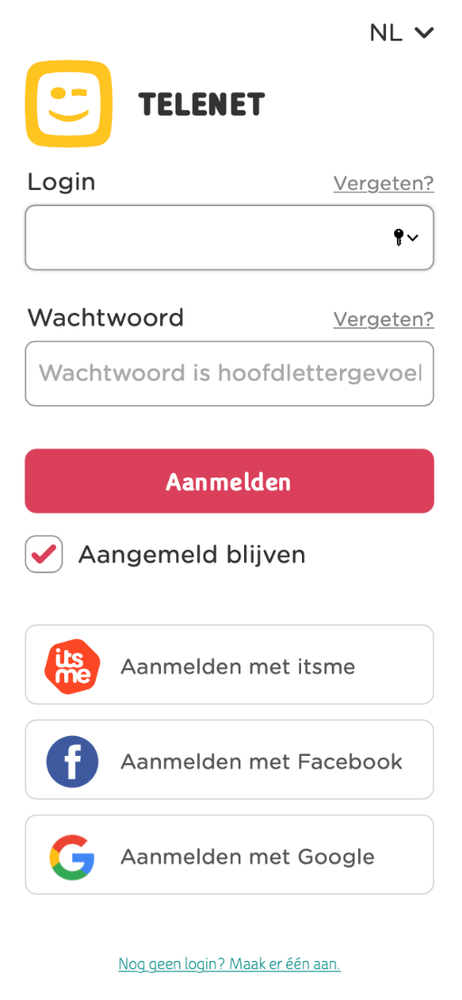 NL
TELENET
Login Vergeten?
Wachtwoord Vergeten?
Wachtwoord is hoofdlettergevoel
Aanmelden
Aangemeld blijven
its
me
Aanmelden met itsme
f
Aanmelden met Facebook
G
Aanmelden met Google
Nog geen login? Maak er één aan.